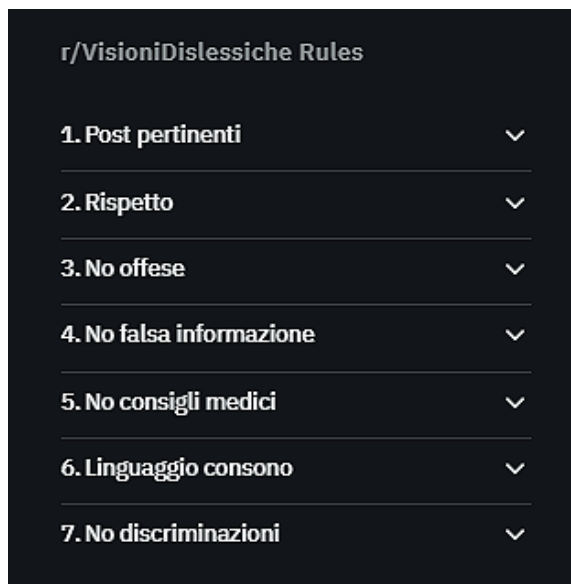 r/VisioniDislessiche Rules
1. Post pertinenti
2. Rispetto
3. No offese
4. No falsa informazione
5. No consigli medici
6. Linguaggio consono
7. No discriminazioni